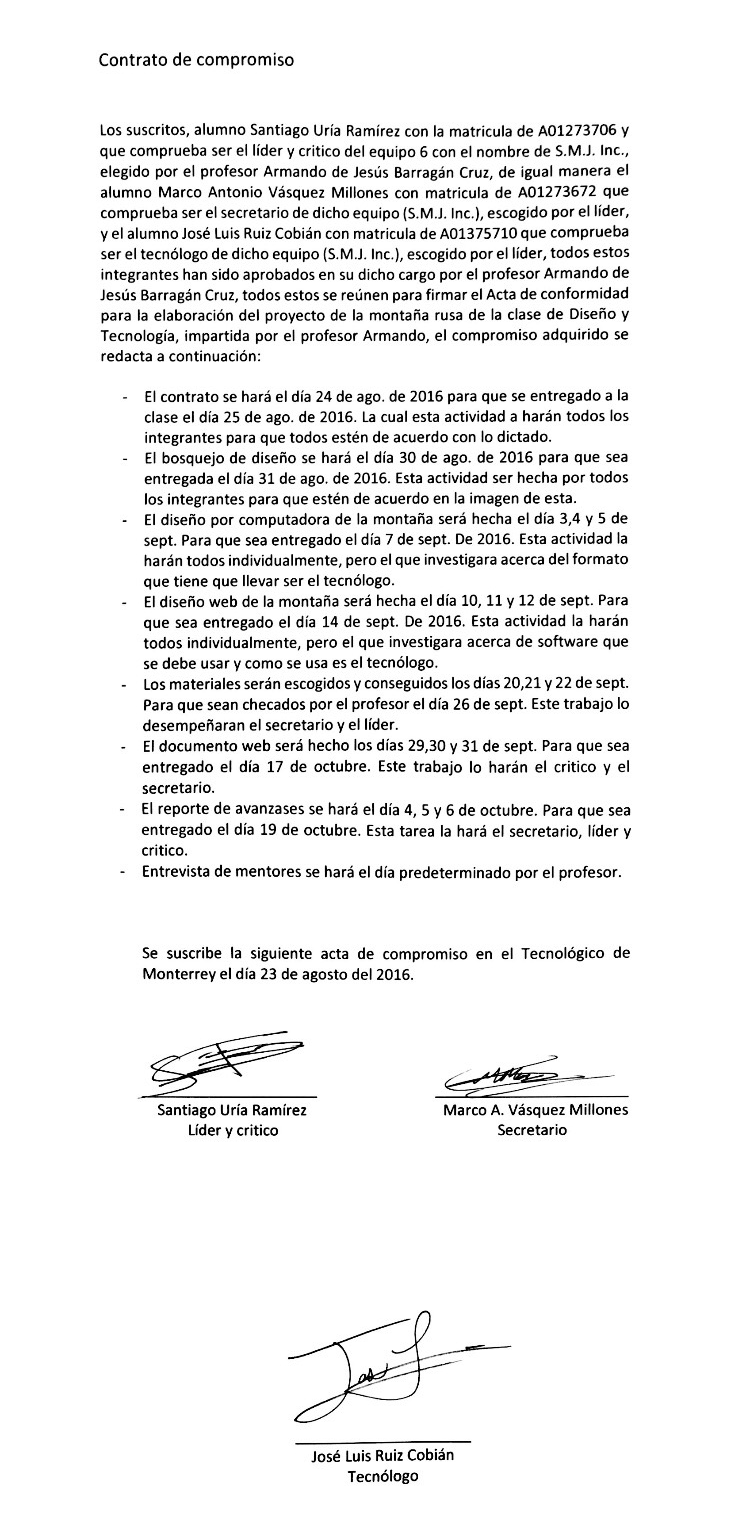 Contrato de compromiso
Los suscritos, alumno Santiago Uría Ramírez con la matricula de A01273706 y
que comprueba ser el líder y critico del equipo 6 con el nombre de S.M.J. Inc.,
elegido por el profesor Armando de Jesús Barragán Cruz, de igual manera el
alumno Marco Antonio Vásquez Millones con matricula de A01273672 que
comprueba ser el secretario de dicho equipo (S.M.J. Inc.), escogido por el líder,
y el alumno José Luis Ruiz Cobián con matricula de A01375710 que comprueba
ser el tecnólogo de dicho equipo (S.M.J. Inc.), escogido por el líder, todos estos
integrantes han sido aprobados en su dicho cargo por el profesor Armando de
Jesús Barragán Cruz, todos estos se reúnen para firmar el Acta de conformidad
para la elaboración del proyecto de la montaña rusa de la clase de Diseño y
Tecnología, impartida por el profesor Armando, el compromiso adquirido se
redacta a continuación:
- El contrato se hará el día 24 de ago. de 2016 para que se entregado a la
clase el día 25 de ago. de 2016. La cual esta actividad a harán todos los
integrantes para que todos estén de acuerdo con lo dictado.
- El bosquejo de diseño se hará el día 30 de ago. de 2016 para que sea
entregada el día 31 de ago. de 2016. Esta actividad ser hecha por todos
los integrantes para que estén de acuerdo en la imagen de esta.
- El diseño por computadora de la montaña será hecha el día 3,4 y 5 de
sept. Para que sea entregado el día 7 de sept. De 2016. Esta actividad la
harán todos individualmente, pero el que investigara acerca del formato
que tiene que llevar ser el tecnólogo.
- El diseño web de la montaña será hecha el día 10, 11 y 12 de sept. Para
que sea entregado el día 14 de sept. De 2016. Esta actividad la harán
todos individualmente, pero el que investigara acerca de software que
se debe usar y como se usa es el tecnólogo.
- Los materiales serán escogidos y conseguidos los días 20,21 y 22 de sept.
Para que sean checados por el profesor el día 26 de sept. Este trabajo lo
desempeñaran el secretario y el líder.
- El documento web será hecho los días 29,30 y 31 de sept. Para que sea
entregado el día 17 de octubre. Este trabajo lo harán el critico y el
secretario.
- El reporte de avanzases se hará el día 4, 5 y 6 de octubre. Para que sea
entregado el día 19 de octubre. Esta tarea la hará el secretario, líder y
critico.
- Entrevista de mentores se hará el día predeterminado por el profesor.
Se suscribe la siguiente acta de compromiso en el Tecnológico de
Monterrey el día 23 de agosto del 2016.
Santiago Uría Ramírez
Líder y critico
Marco A. Vásquez Millones
Secretario
José Luis Ruiz Cobián
Tecnólogo